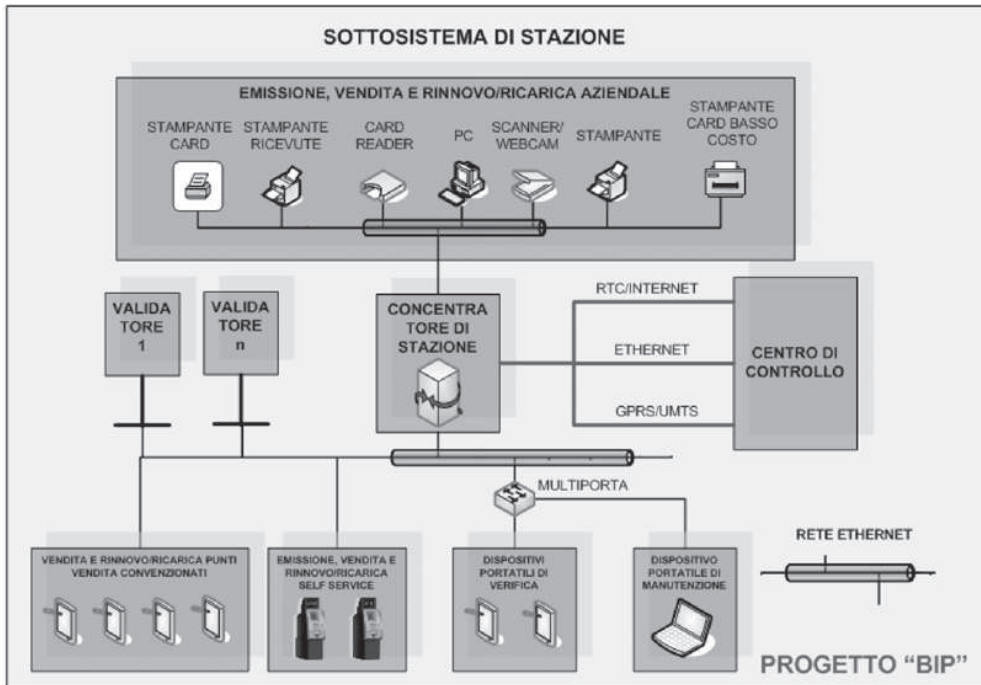 SOTTOSISTEMA DI STAZIONE
EMISSIONE, VENDITA E RINNOVO/RICARICA AZIENDALE
STAMPANTE
CARD
STAMPANTE
RICEVUTE
CARD
READER
PC
SCANNER/
WEBCAM
STAMPANTE
STAMPANTE
CARD BASSO
COSTO
VALIDA
TORE
1
VALIDA
TORE
n
CONCENTRA
TORE DI
STAZIONE
RTC/INTERNET
ETHERNET
GPRS/UMTS
CENTRO DI
CONTROLLO
MULTIPORTA
VENDITA E RINNOVO/RICARICA PUNTI
VENDITA CONVENZIONATI
EMISSIONE, VENDITA E
RINNOVO/RICARICA
SELF SERVICE
DISPOSITIVI
PORTATILI DI
VERIFICA
DISPOSITIVO
PORTATILE DI
MANUTENZIONE
RETE ETHERNET
PROGETTO “BIP”